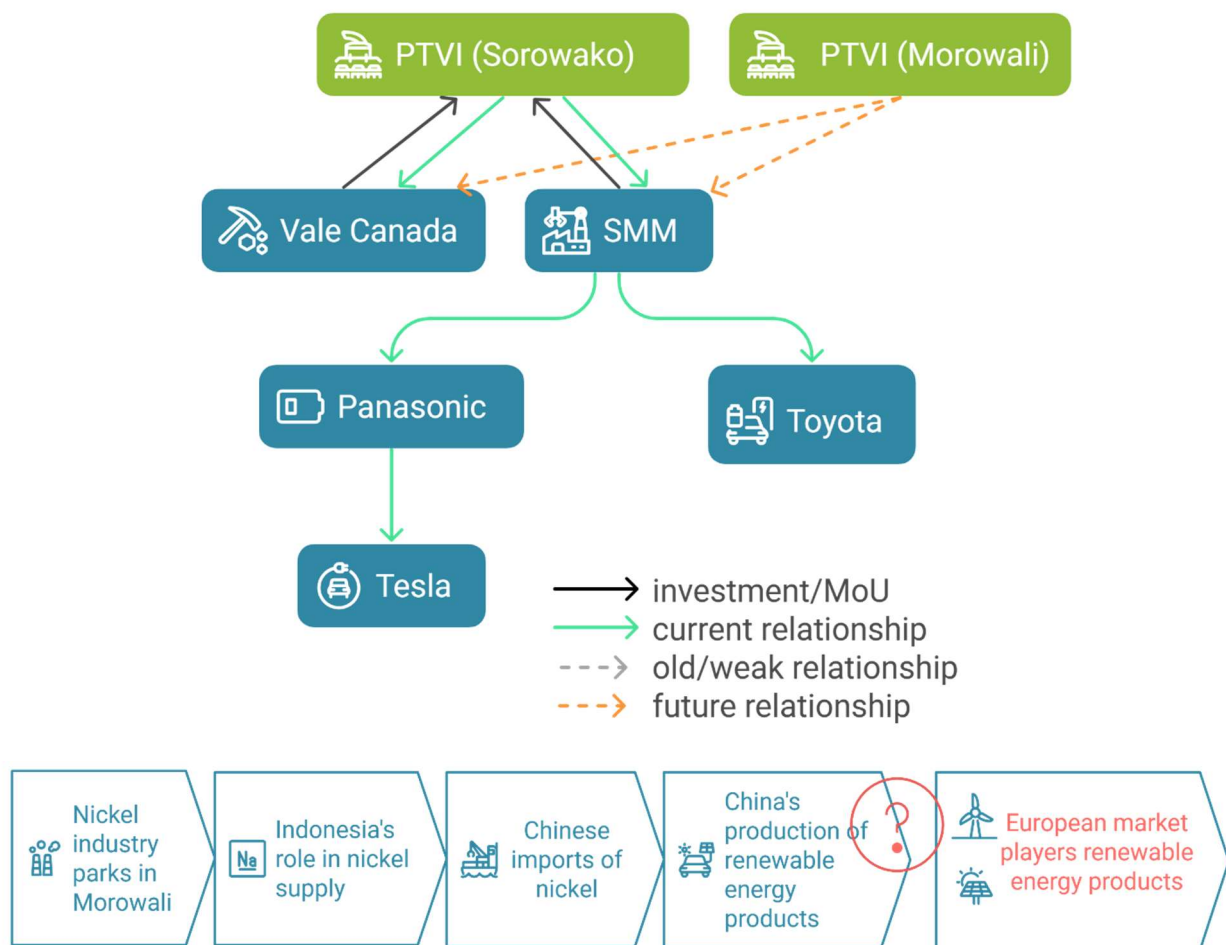 PTVI (Sorowako)
PTVI (Morowali)
Vale Canada
SMM
Panasonic
Toyota
Tesla
investment/MoU
current relationship
old/weak relationship
future relationship
Nickel
industry
parks in
Morowali
Na
Indonesia's
role in nickel
supply
Chinese
imports of
nickel
China's
production of
renewable
energy
products
?
European market
players renewable
energy products